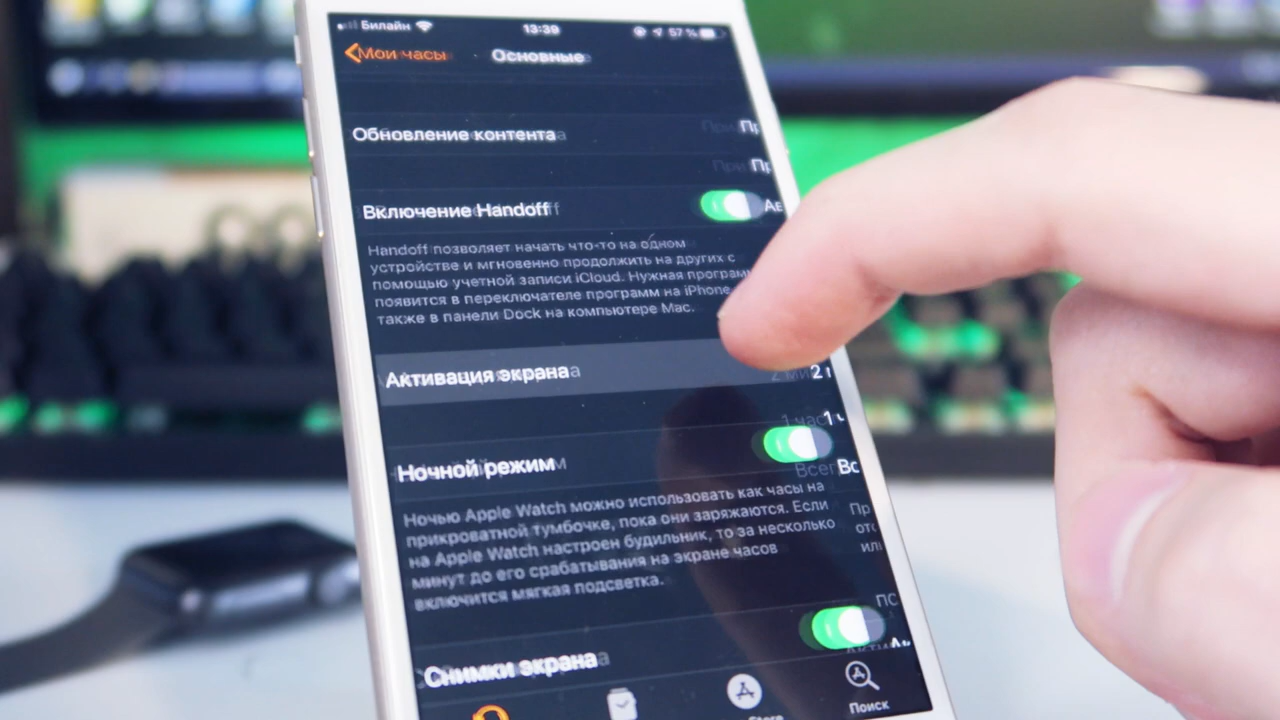 Билайн 13:39 57 %
Мои часы Основные
Обновление контента
Включение Handoff
Handoff позволяет начать что-то на одном
устройстве и мгновенно продолжить на других с
помощью учетной записи iCloud. Нужная програм
появится в переключателе программ на iPhone
также в панели Dock на компьютере Mac.
Активация экрана 2
Ночной режим
Ночью Apple Watch можно использовать как часы на
прикроватной тумбочке, пока они заряжаются. Если
на Apple Watch настроен будильник, то за несколько
минут до его срабатывания на экране часов
включится мягкая подсветка.
Снимки экрана
Store Поиск